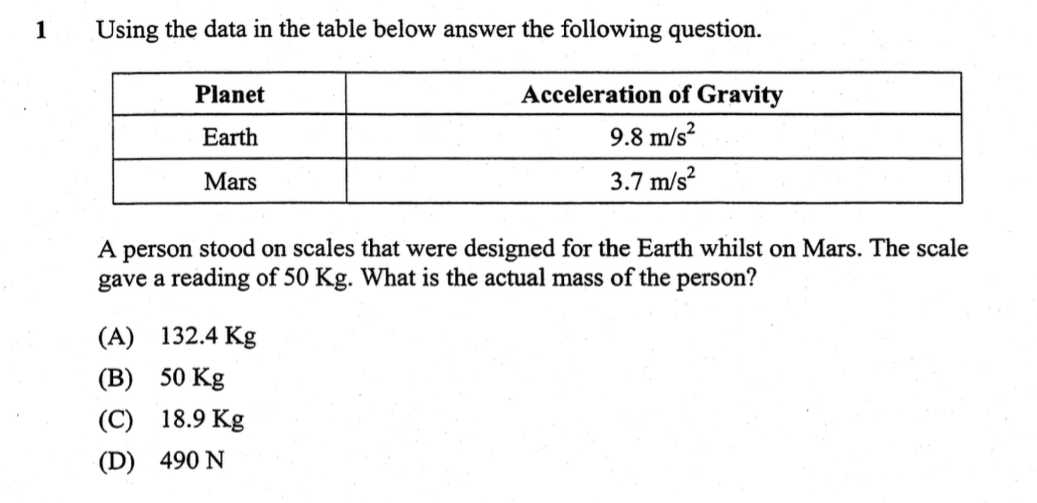 1 Using the data in the table below answer the following question.
Planet Acceleration of Gravity
Earth 9.8 m/s²
Mars 3.7 m/s²
A person stood on scales that were designed for the Earth whilst on Mars. The scale
gave a reading of 50 Kg. What is the actual mass of the person?
(A) 132.4 Kg
(B) 50 Kg
(C) 18.9 Kg
(D) 490 N